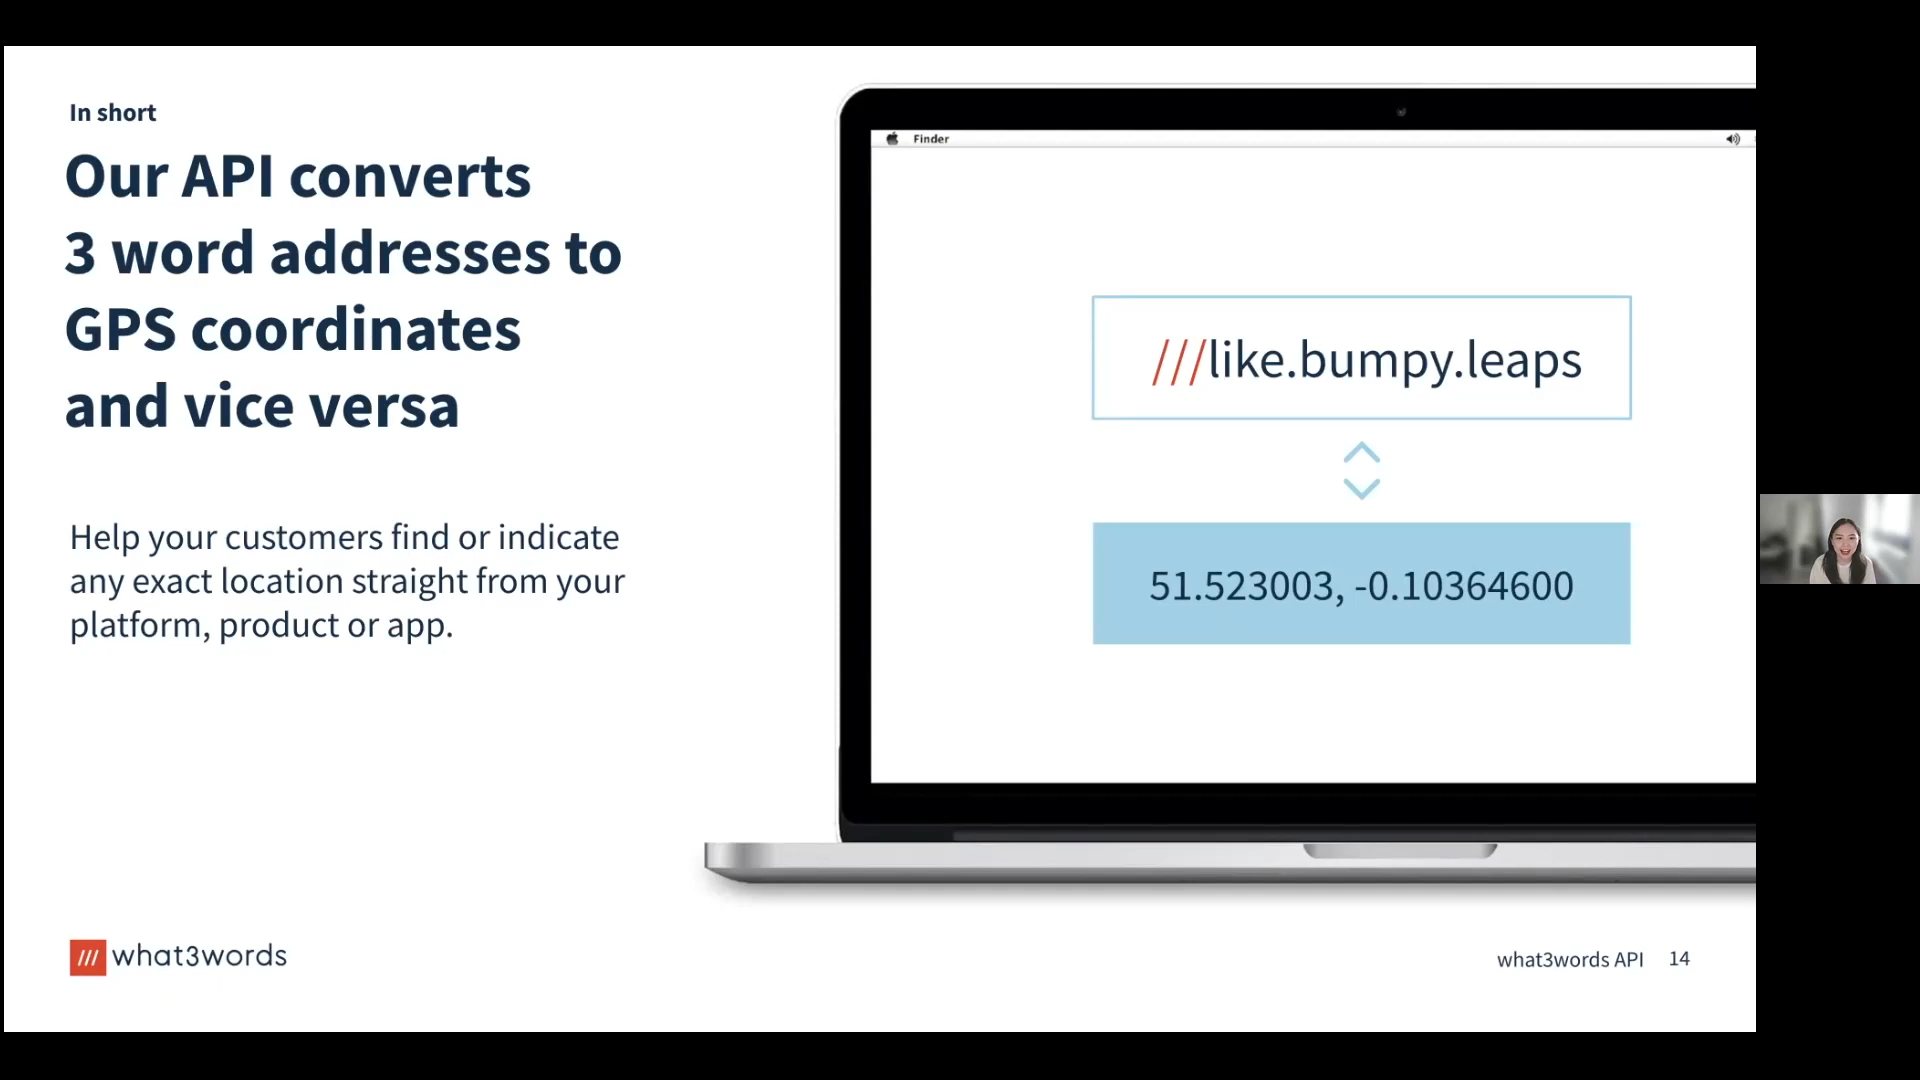 In short
Our API converts
3 word addresses to
GPS coordinates
and vice versa
Help your customers find or indicate
any exact location straight from your
platform, product or app.
Finder
///like.bumpy.leaps
51.523003, -0.10364600
/// what3words
what3words API 14